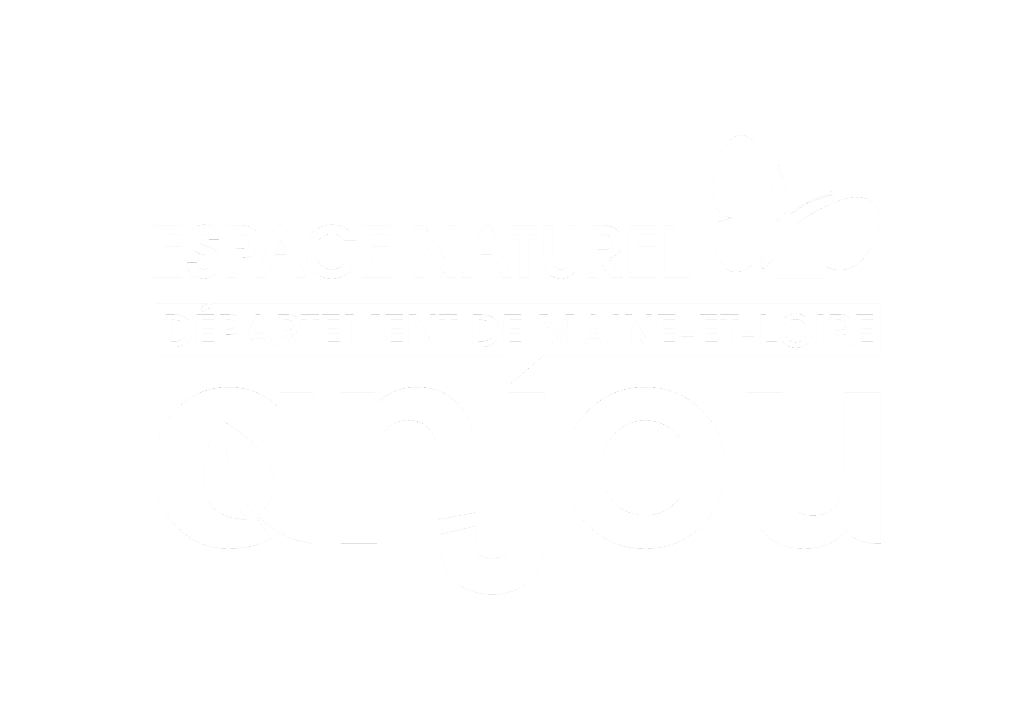 ESPACE NATUREL
DÉPARTEMENT DE MAINE-ET-LOIRE
anjou